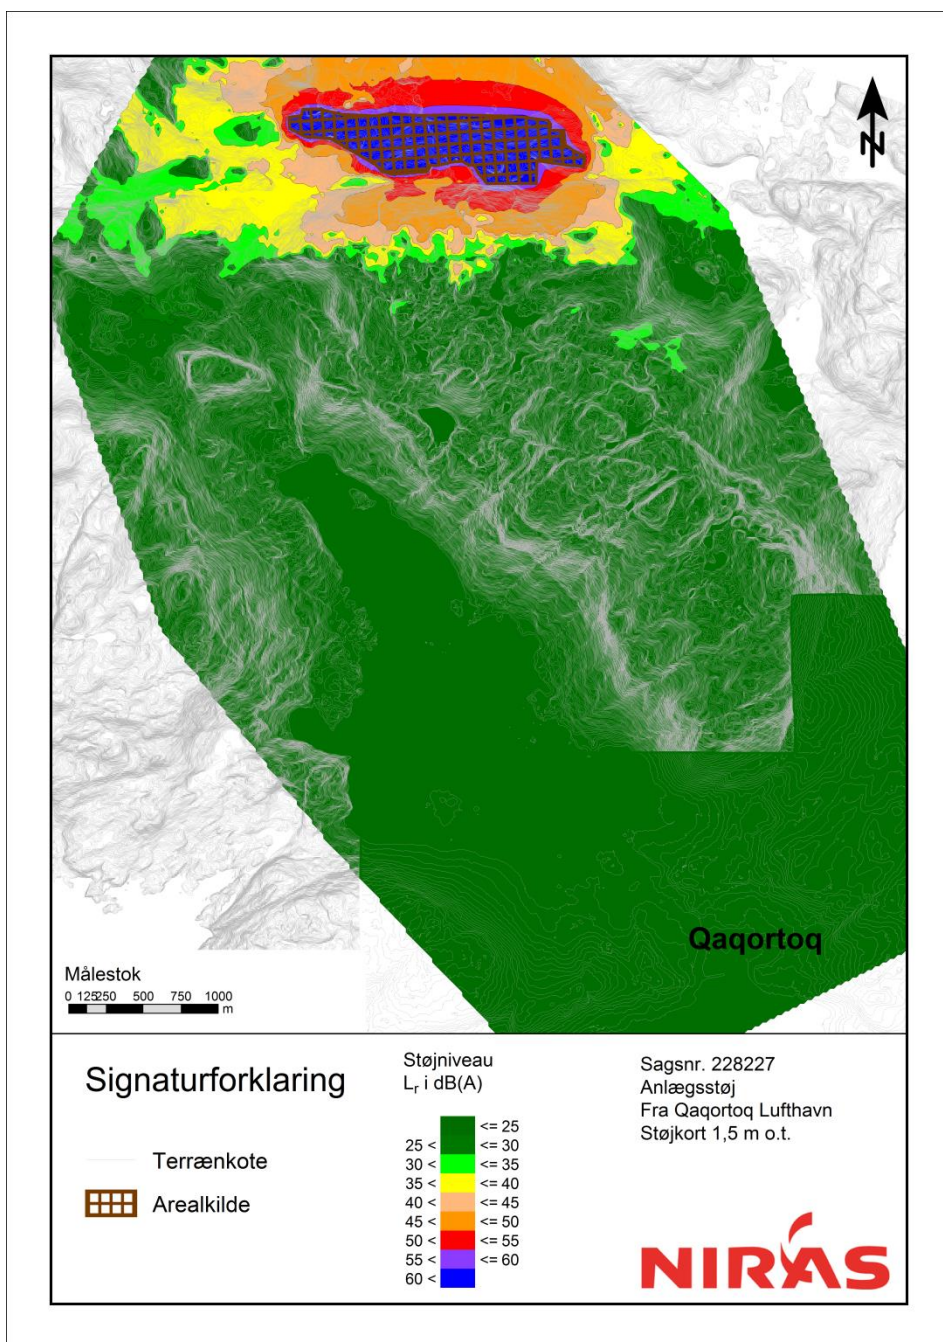 N
Qaqortoq
Målestok
0 125250 500 750 1000
m
Signaturforklaring
Terrænkote
Arealkilde
Støjniveau
Lr i dB(A)
<= 25
25 < <= 30
30 < <= 35
35 < <= 40
40 < <= 45
45 < <= 50
50 < <= 55
55 < <= 60
60 <
Sagsnr. 228227
Anlægsstøj
Fra Qaqortoq Lufthavn
Støjkort 1,5 m o.t.
NIRAS